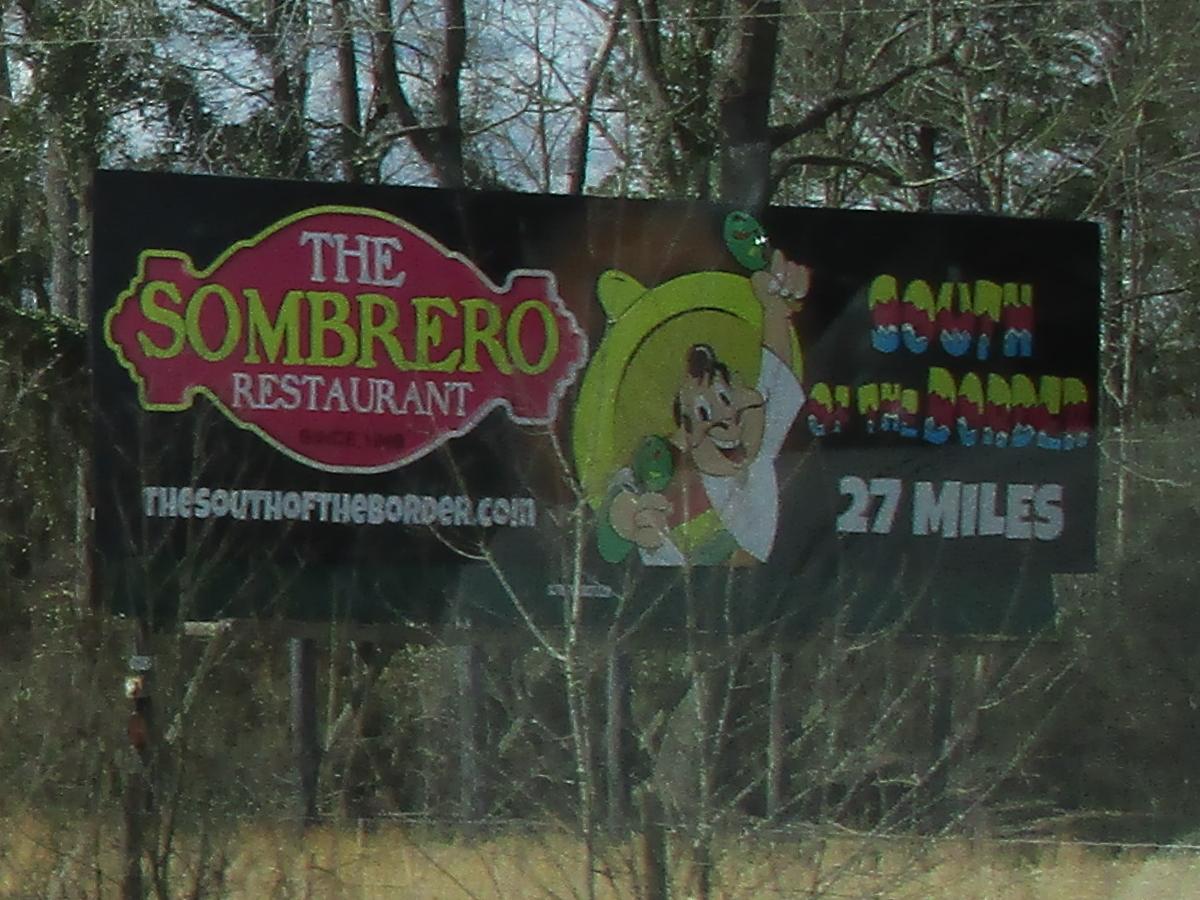 THE
SOMBRERO
RESTAURANT
THESOUTHOFTHEBORDER.COM
SOUTH
OF THE BORDER
27 MILES